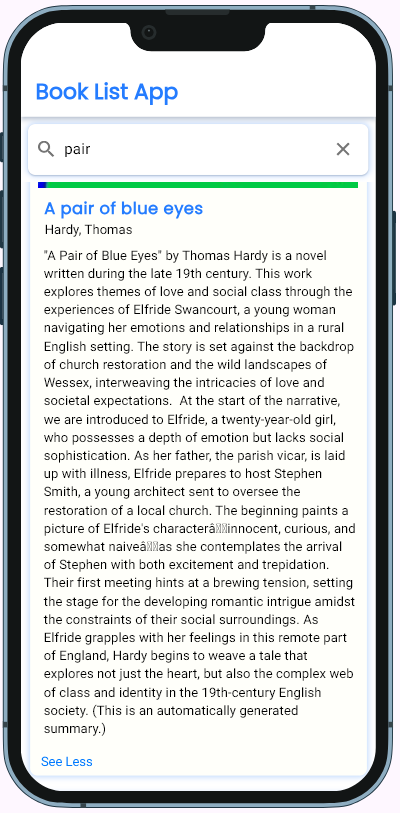 Book List App
pair
A pair of blue eyes
Hardy, Thomas
"A Pair of Blue Eyes" by Thomas Hardy is a novel
written during the late 19th century. This work
explores themes of love and social class through the
experiences of Elfride Swancourt, a young woman
navigating her emotions and relationships in a rural
English setting. The story is set against the backdrop
of church restoration and the wild landscapes of
Wessex, interweaving the intricacies of love and
societal expectations.  At the start of the narrative,
we are introduced to Elfride, a twenty-year-old girl,
who possesses a depth of emotion but lacks social
sophistication. As her father, the parish vicar, is laid
up with illness, Elfride prepares to host Stephen
Smith, a young architect sent to oversee the
restoration of a local church. The beginning paints a
picture of Elfride's characterâ␀␀innocent, curious, and
somewhat naiveâ␀␀as she contemplates the arrival
of Stephen with both excitement and trepidation.
Their first meeting hints at a brewing tension, setting
the stage for the developing romantic intrigue amidst
the constraints of their social surroundings. As
Elfride grapples with her feelings in this remote part
of England, Hardy begins to weave a tale that
explores not just the heart, but also the complex web
of class and identity in the 19th-century English
society. (This is an automatically generated
summary.)
See Less